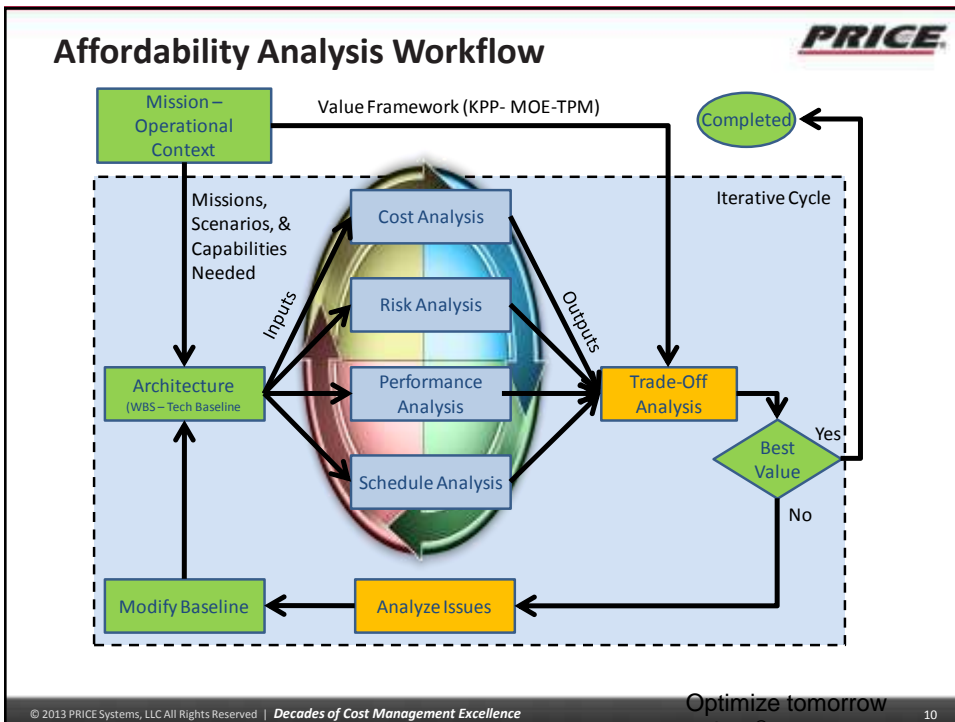 Affordability Analysis Workflow
PRICE
Mission –
Operational
Context
Value Framework (KPP- MOE-TPM)
Completed
Iterative Cycle
Missions,
Scenarios, &
Capabilities
Needed
Inputs
Cost Analysis
Risk Analysis
Performance
Analysis
Schedule Analysis
Outputs
Architecture
(WBS – Tech Baseline
Trade-Off
Analysis
Best
Value
Yes
No
Modify Baseline
Analyze Issues
© 2013 PRICE Systems, LLC All Rights Reserved | Decades of Cost Management Excellence
Optimize tomorrow
10